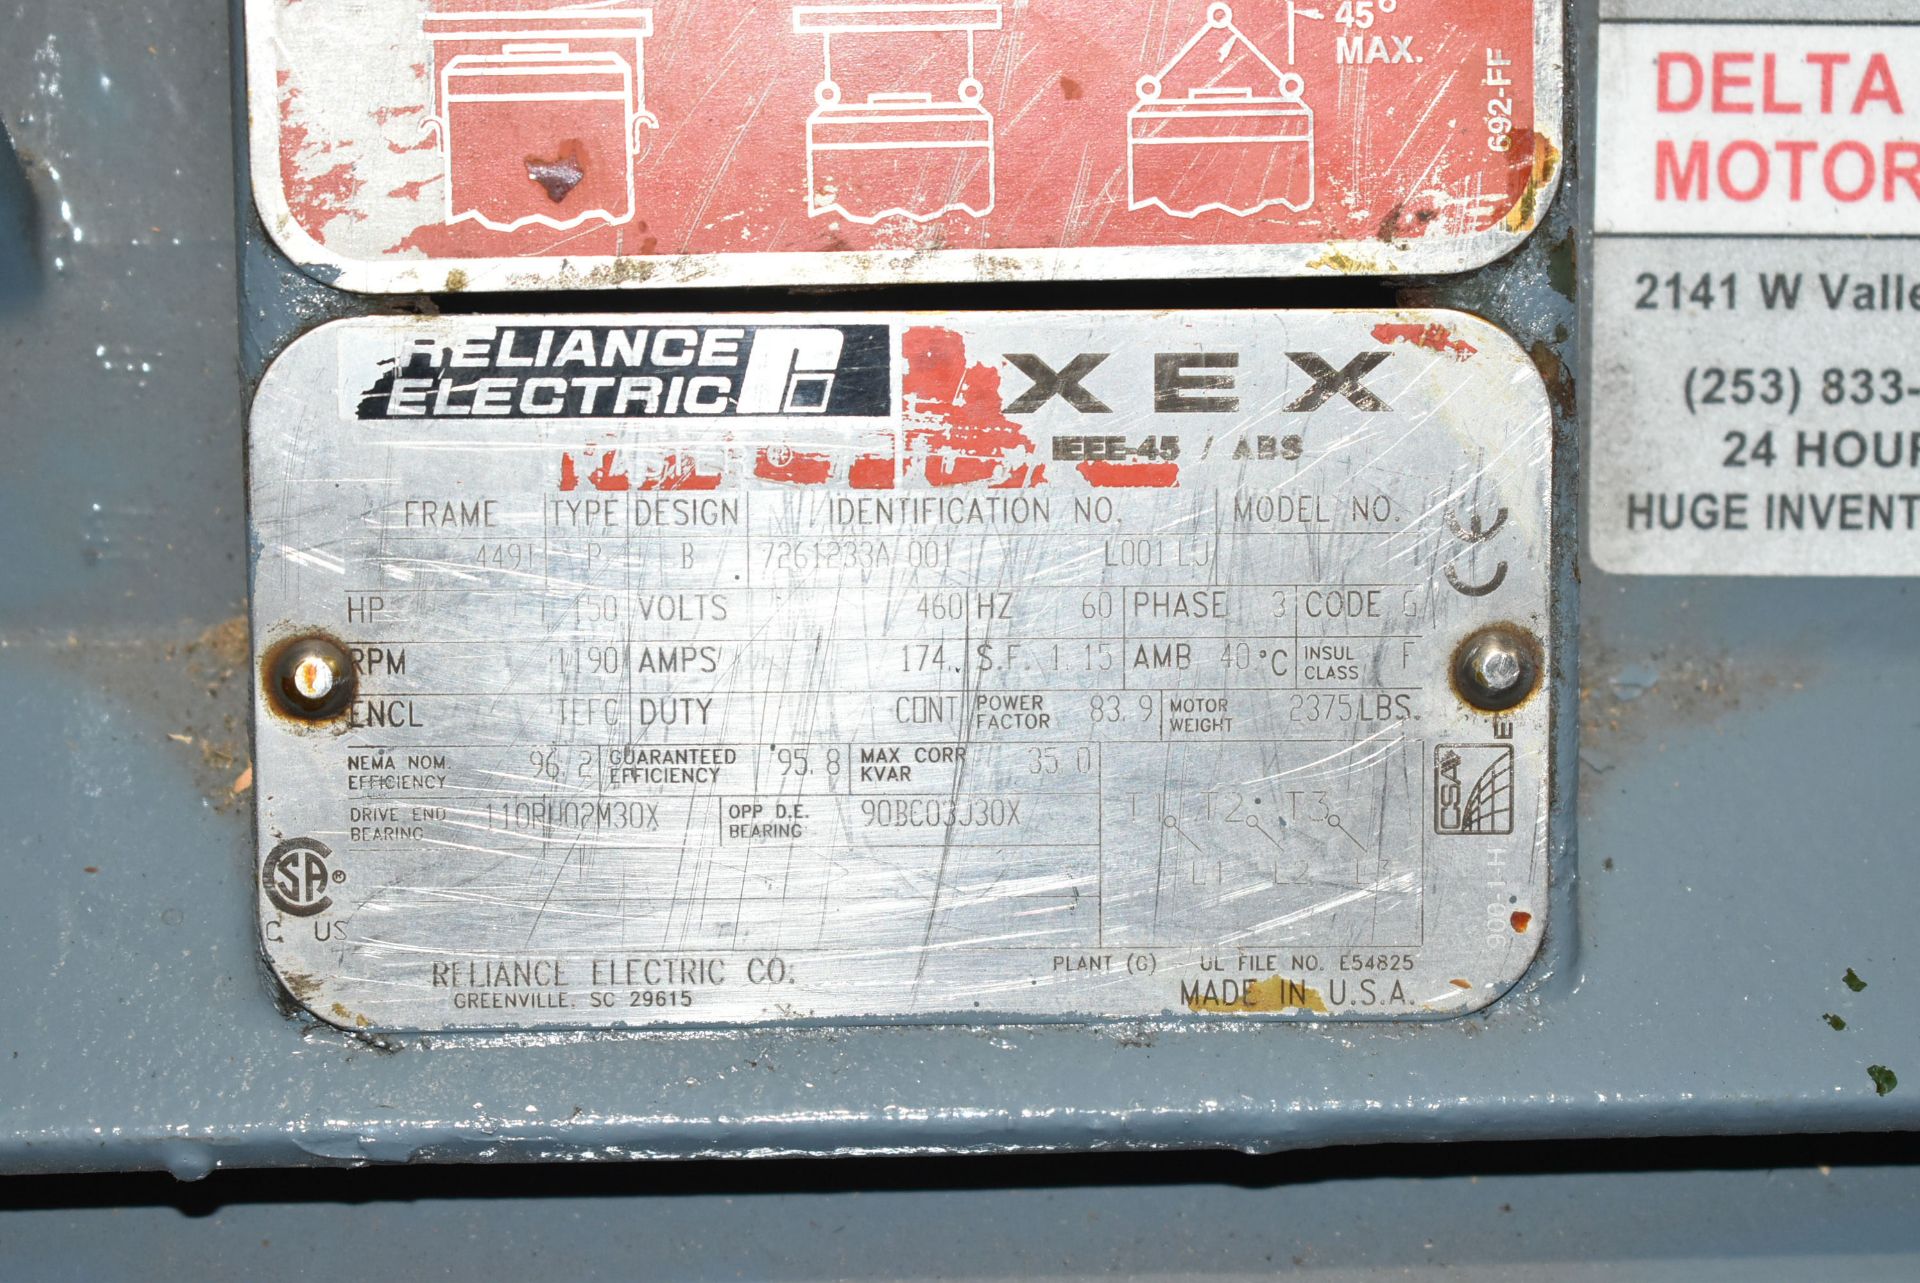 45°
MAX.
692-FF
DELTA
MOTOR
2141 W Valle
(253) 833-
24 HOUR
HUGE INVENT
RELIANCE
ELECTRIC
XEX
IEEE-45 / ABS
FRAME TYPE DESIGN IDENTIFICATION NO. MODEL NO.
449T P B 7261233A 001 L001 LJ
HP 150 VOLTS 460 HZ 60 PHASE 3 CODE G
RPM 1190 AMPS 174. S.F. 1.15 AMB 40°C INSUL CLASS F
ENCL TEFC DUTY CONT POWER FACTOR 83.9 MOTOR WEIGHT 2375 LBS.
NEMA NOM. EFFICIENCY 96.2 GUARANTEED EFFICIENCY 95.8 MAX CORR KVAR 35.0
DRIVE END BEARING 110RU02M30X OPP D.E. BEARING 90BC03J30X
T1 T2 T3
L1 L2 L3
CE
CSA
SA®
C US
RELIANCE ELECTRIC CO.
GREENVILLE, SC 29615
PLANT (G) UL FILE NO. E54825
MADE IN U.S.A.